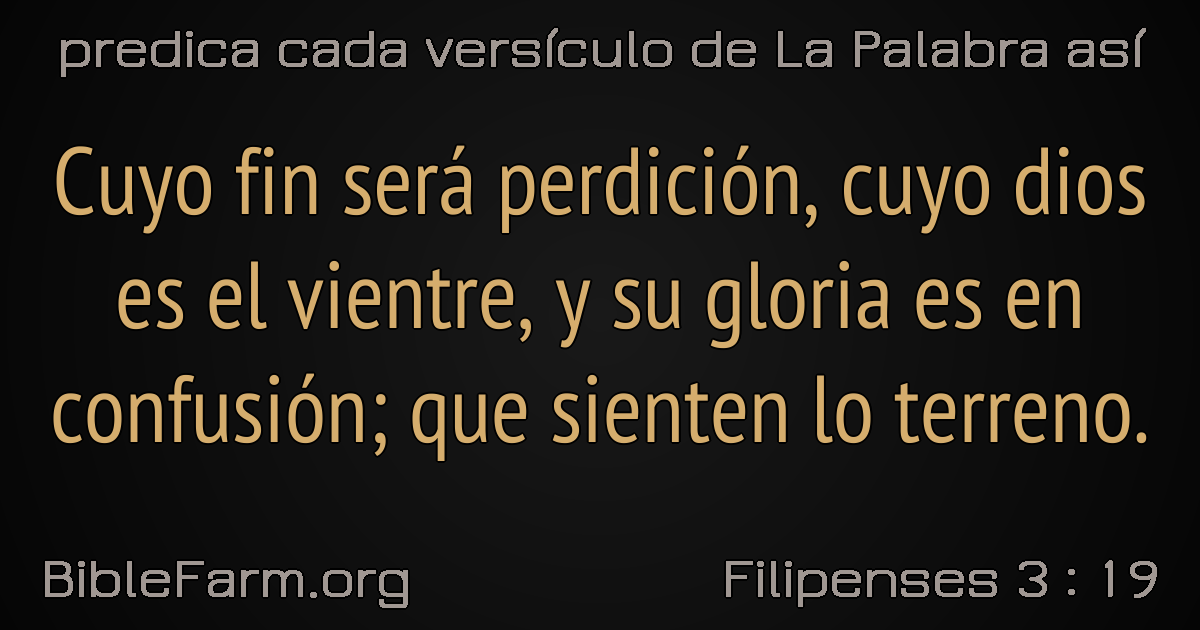 predica cada versículo de La Palabra así
Cuyo fin será perdición, cuyo dios
es el vientre, y su gloria es en
confusión; que sienten lo terreno.
BibleFarm.org
Filipenses 3 : 19